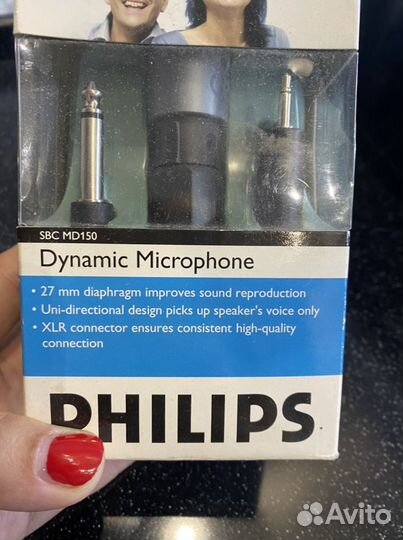 SBC MD150
Dynamic Microphone
• 27 mm diaphragm improves sound reproduction
• Uni-directional design picks up speaker's voice only
• XLR connector ensures consistent high-quality
connection
PHILIPS
Avito